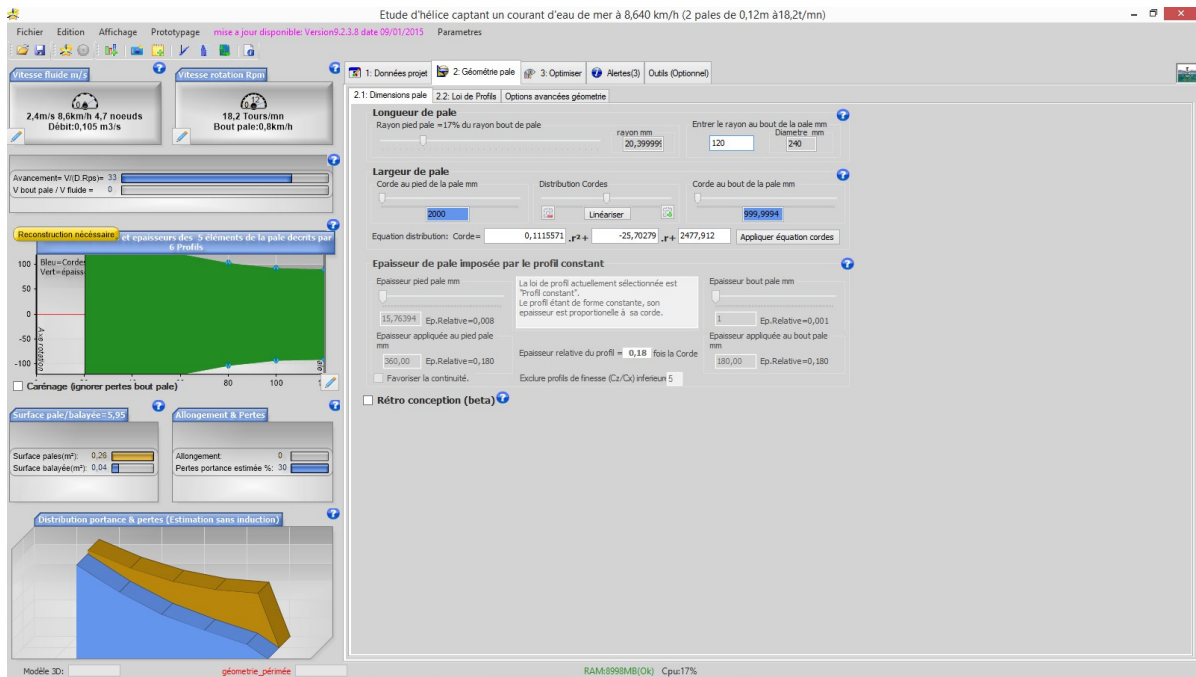 Etude d'hélice captant un courant d'eau de mer à 8,640 km/h (2 pales de 0,12m à18,2t/mn)
Fichier Edition Affichage Prototypage mise a jour disponible: Version9.2.3.8 date 09/01/2015 Parametres
Vitesse fluide m/s
2,4m/s 8,6km/h 4,7 noeuds
Débit:0,105 m3/s
Vitesse rotation Rpm
18,2 Tours/mn
Bout pale:0,8km/h
Avancement= V/(D.Rps)= 33
V bout pale / V fluide = 0
Reconstruction nécéssaire et epaisseurs des 5 éléments de la pale decrits par
6 Profils
Bleu=Corde
Vert=épaiss
100
50
0
-50
-100
Axe rotation
80 100
Carénage (ignorer pertes bout pale)
Surface pale/balayée=5,95
Surface pales(m²): 0,26
Surface balayée(m²): 0,04
Allongement & Pertes
Allongement: 0
Pertes portance estimée %: 30
Distribution portance & pertes (Estimation sans induction)
1: Données projet 2: Géométrie pale 3: Optimiser Alertes(3) Outils (Optionnel)
2.1: Dimensions pale 2.2: Loi de Profils Options avancées géometrie
Longueur de pale
Rayon pied pale =17% du rayon bout de pale
rayon mm
20,399999
Entrer le rayon au bout de la pale mm
Diametre mm
120 240
Largeur de pale
Corde au pied de la pale mm Distribution Cordes Corde au bout de la pale mm
2000 Linéariser 999,9994
Equation distribution: Corde= 0,1115571 .r²+ -25,70279 .r+ 2477,912 Appliquer équation cordes
Epaisseur de pale imposée par le profil constant
Epaisseur pied pale mm
15,76394 Ep.Relative=0,008
Epaisseur appliquée au pied pale
mm
360,00 Ep.Relative=0,180
La loi de profil actuellement sélectionnée est
"Profil constant".
Le profil étant de forme constante, son
epaisseur est proportionelle à sa corde.
Epaisseur relative du profil = 0,18 fois la Corde
Epaisseur bout pale mm
1 Ep.Relative=0,001
Epaisseur appliquée au bout pale
mm
180,00 Ep.Relative=0,180
Favoriser la continuité. Exclure profils de finesse (Cz/Cx) inferieure 5
Rétro conception (beta)
Modèle 3D: géometrie_périmée RAM:8998MB(Ok) Cpu:17%